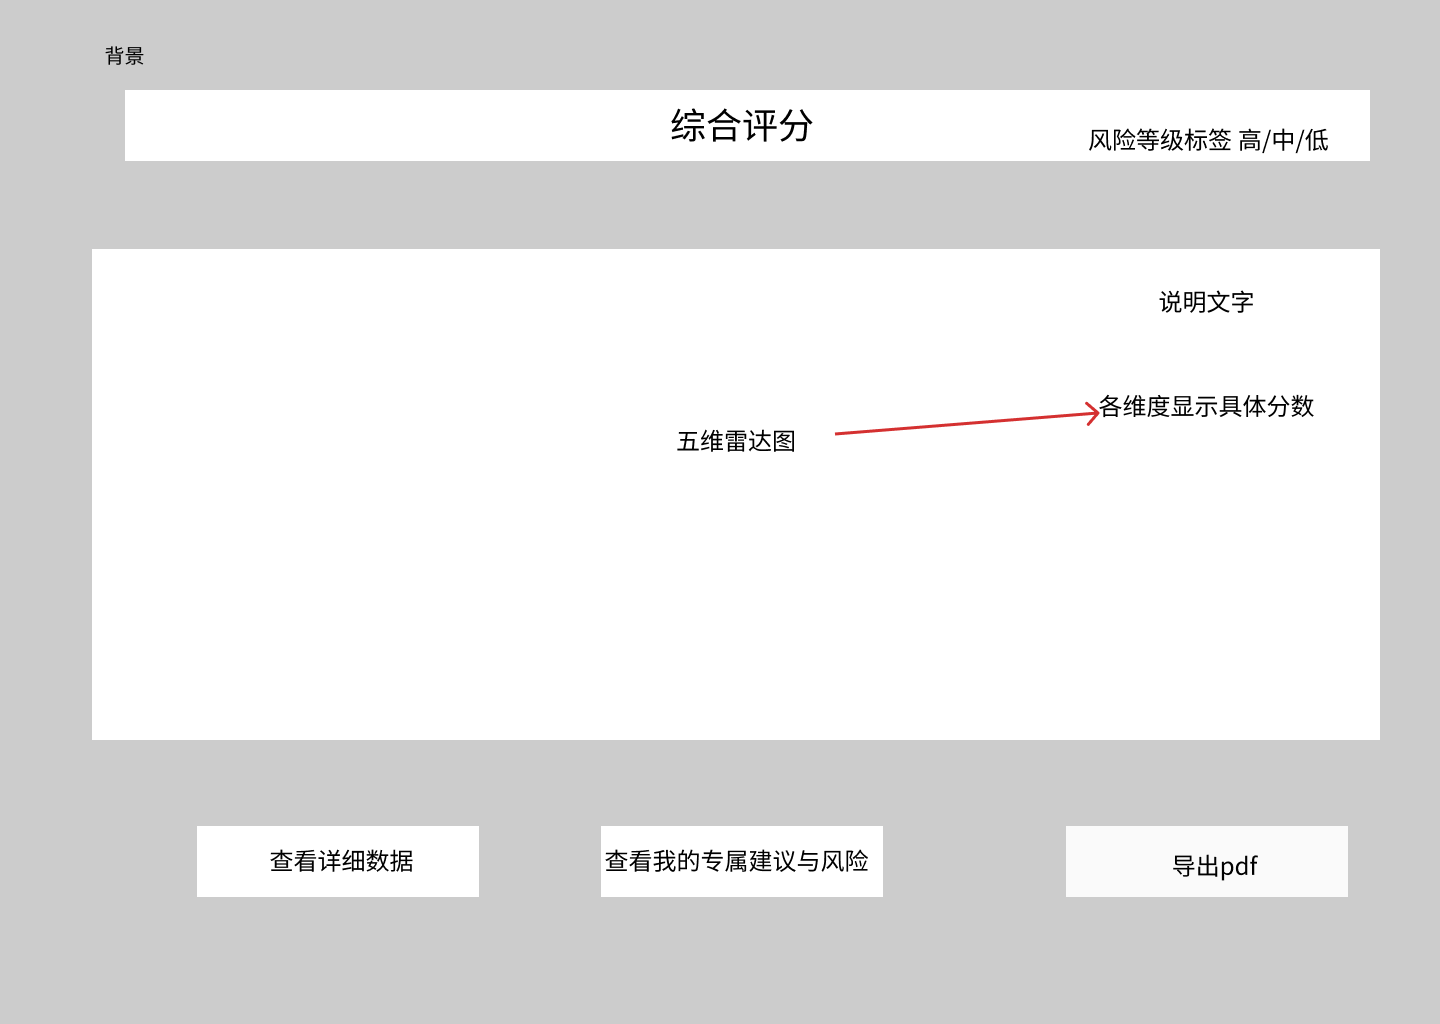 背景
综合评分
风险等级标签 高/中/低
说明文字
各维度显示具体分数
五维雷达图
查看详细数据
查看我的专属建议与风险
导出pdf